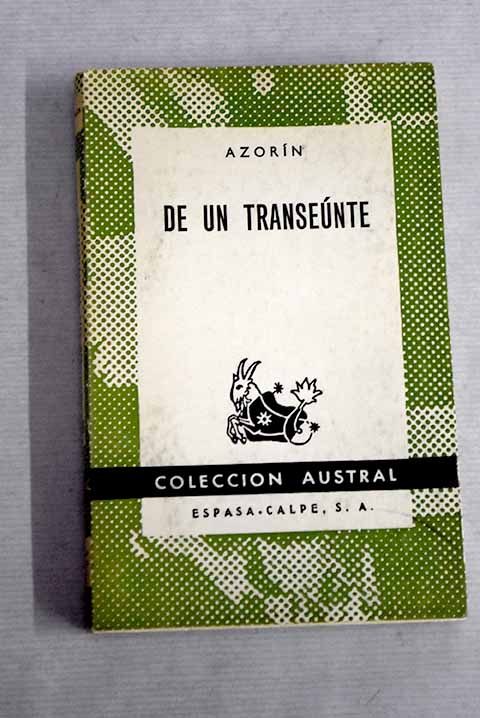 AZORÍN
DE UN TRANSEÚNTE
COLECCION AUSTRAL
ESPASA-CALPE, S. A.